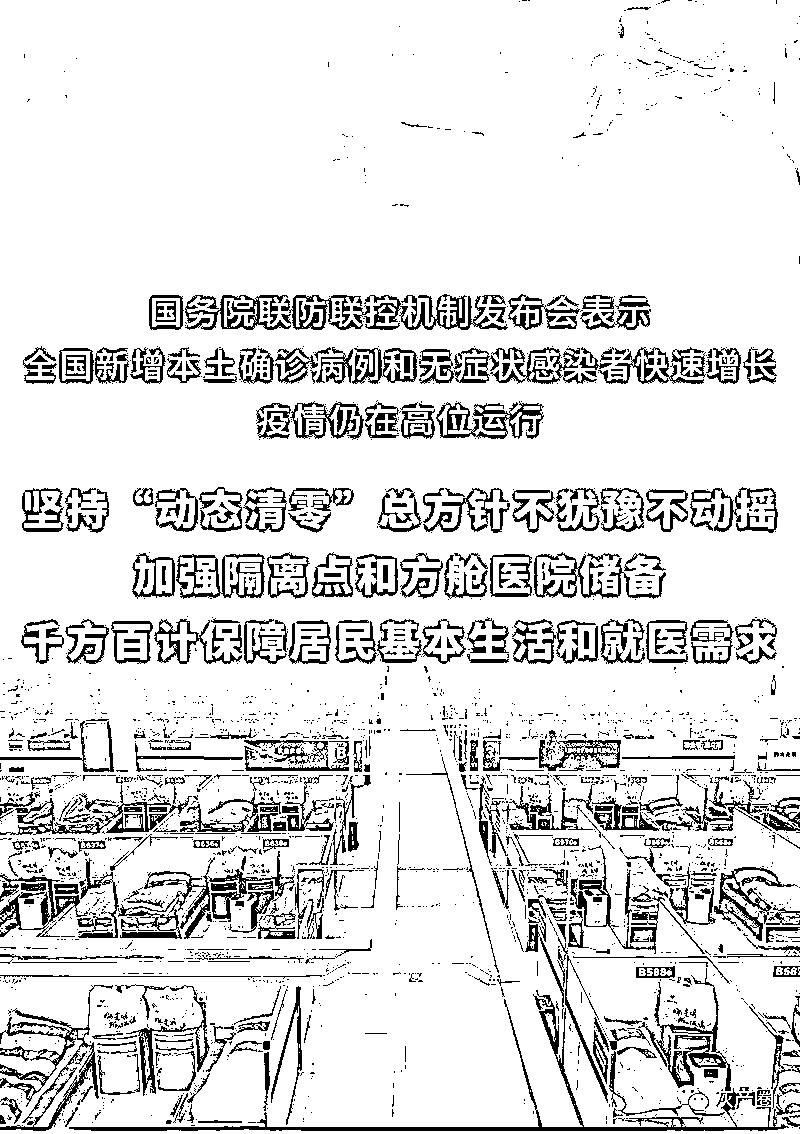 国务院联防联控机制发布会表示
全国新增本土确诊病例和无症状感染者快速增长
疫情仍在高位运行
坚持“动态清零”总方针不犹豫不动摇
加强隔离点和方舱医院储备
千方百计保障居民基本生活和就医需求
B588
灰产圈